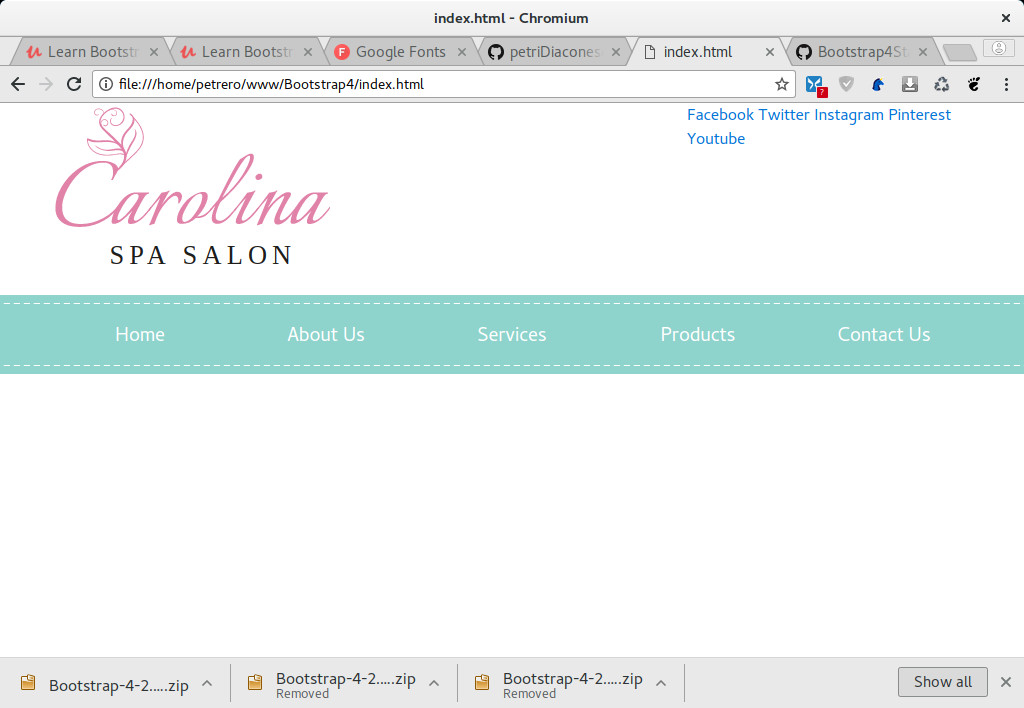 index.html - Chromium
Learn Bootstr Learn Bootstr Google Fonts petriDiacones index.html Bootstrap4St
file:///home/petrero/www/Bootstrap4/index.html
Facebook Twitter Instagram Pinterest
Youtube
Carolina
SPA SALON
Home About Us Services Products Contact Us
Bootstrap-4-2.....zip Bootstrap-4-2.....zip Bootstrap-4-2.....zip Show all
Removed Removed